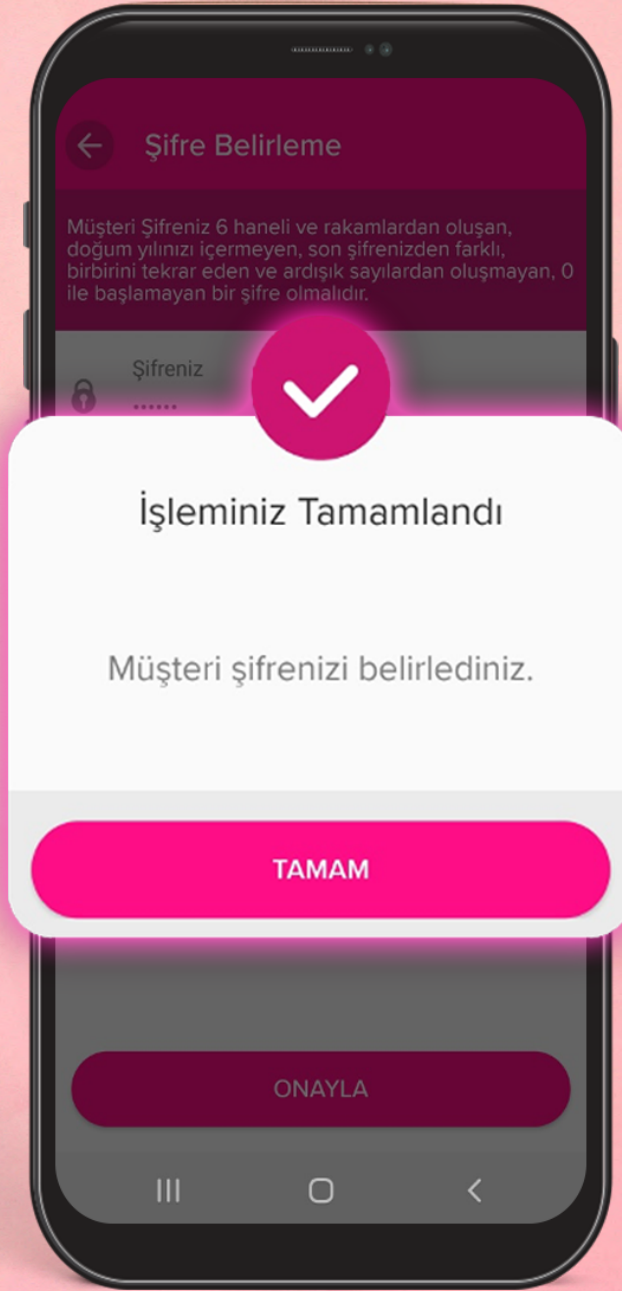 Şifre Belirleme
Müşteri Şifreniz 6 haneli ve rakamlardan oluşan,
doğum yılınızı içermeyen, son şifrenizden farklı,
birbirini tekrar eden ve ardışık sayılardan oluşmayan, 0
ile başlamayan bir şifre olmalıdır.
Şifreniz
......
İşleminiz Tamamlandı
Müşteri şifrenizi belirlediniz.
TAMAM
ONAYLA